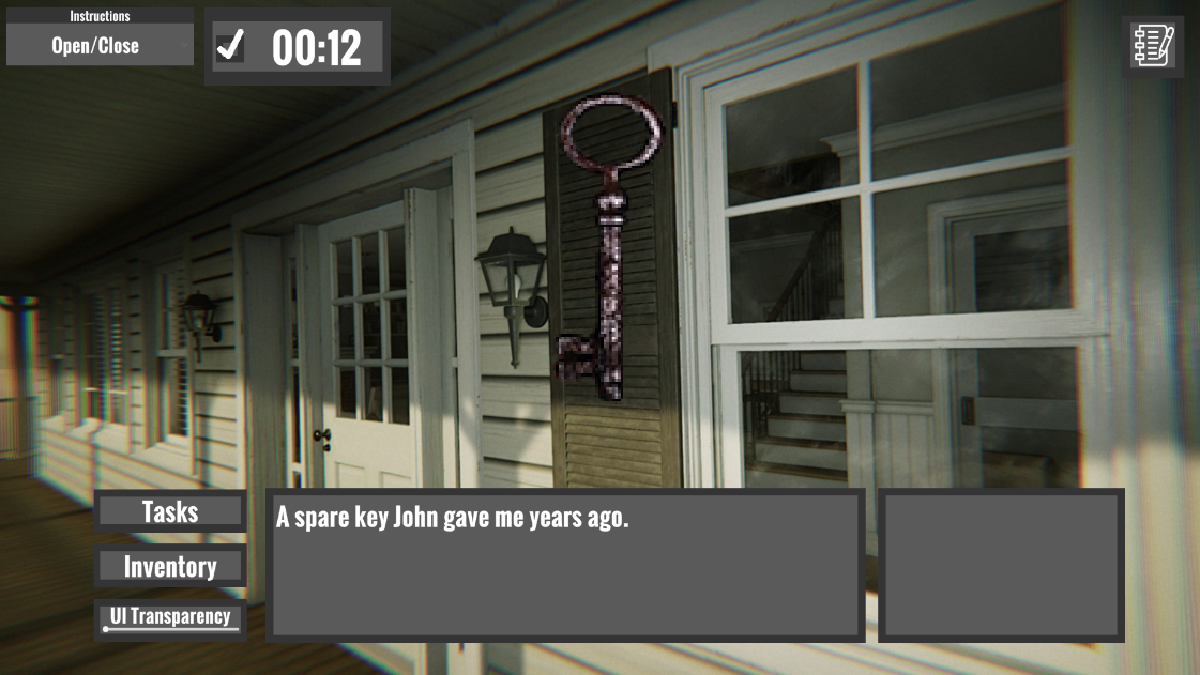 Instructions
Open/Close
00:12
Tasks
Inventory
UI Transparency
A spare key John gave me years ago.